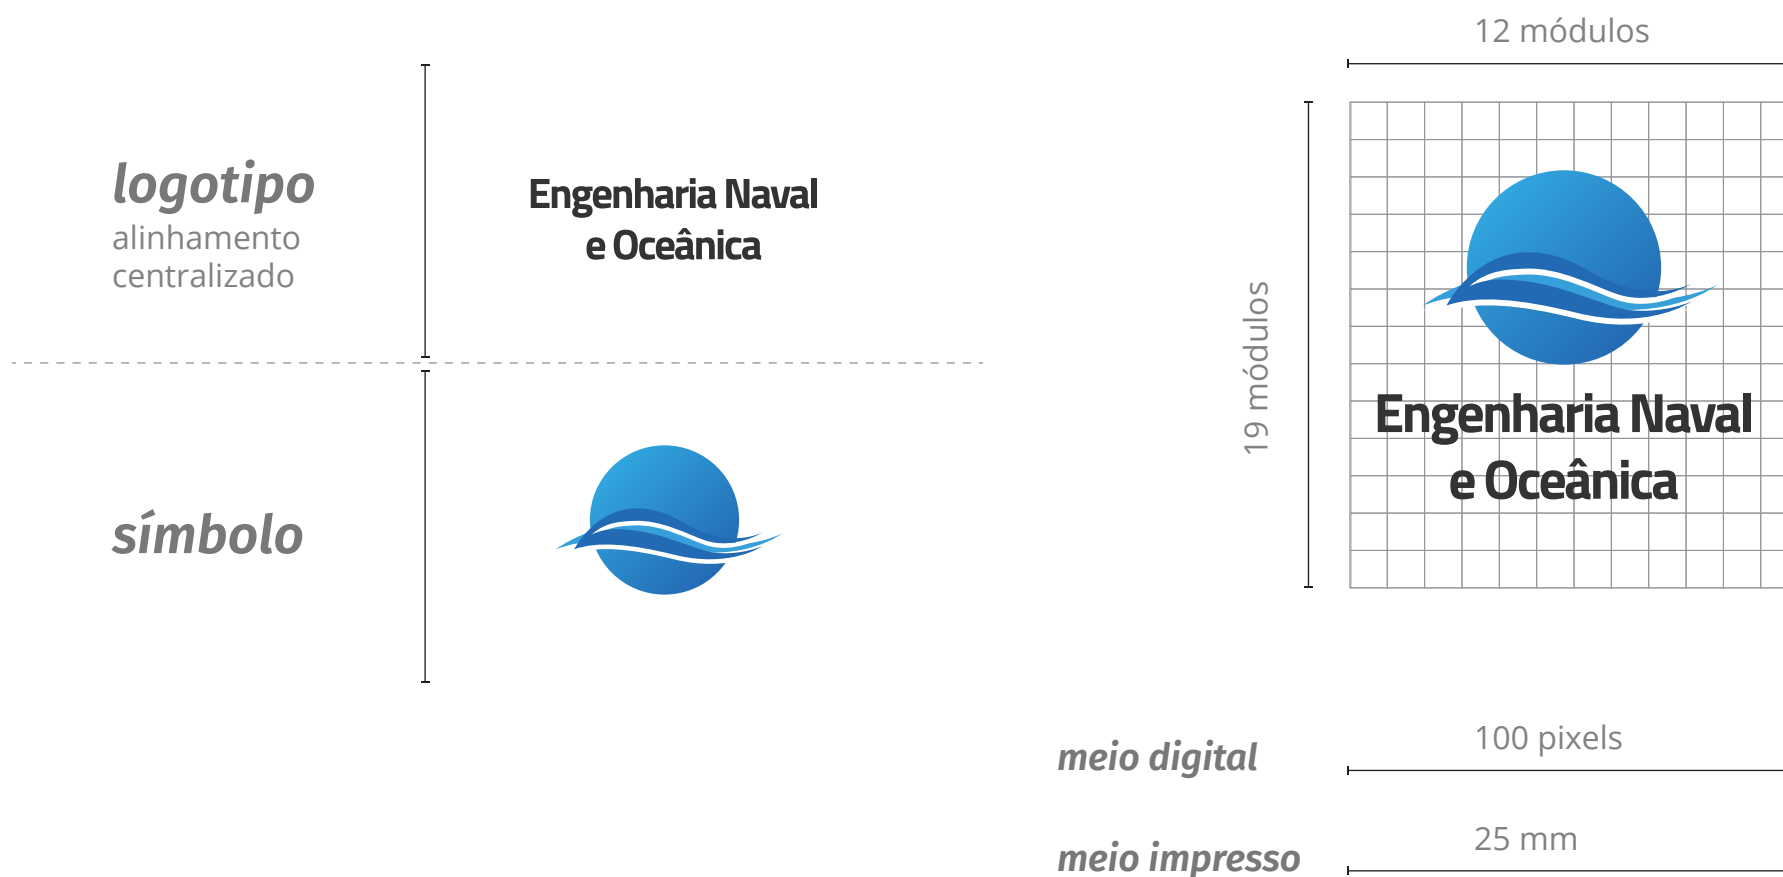 logotipo
alinhamento
centralizado
Engenharia Naval
e Oceânica
símbolo
12 módulos
19 módulos
Engenharia Naval
e Oceânica
meio digital
100 pixels
meio impresso
25 mm